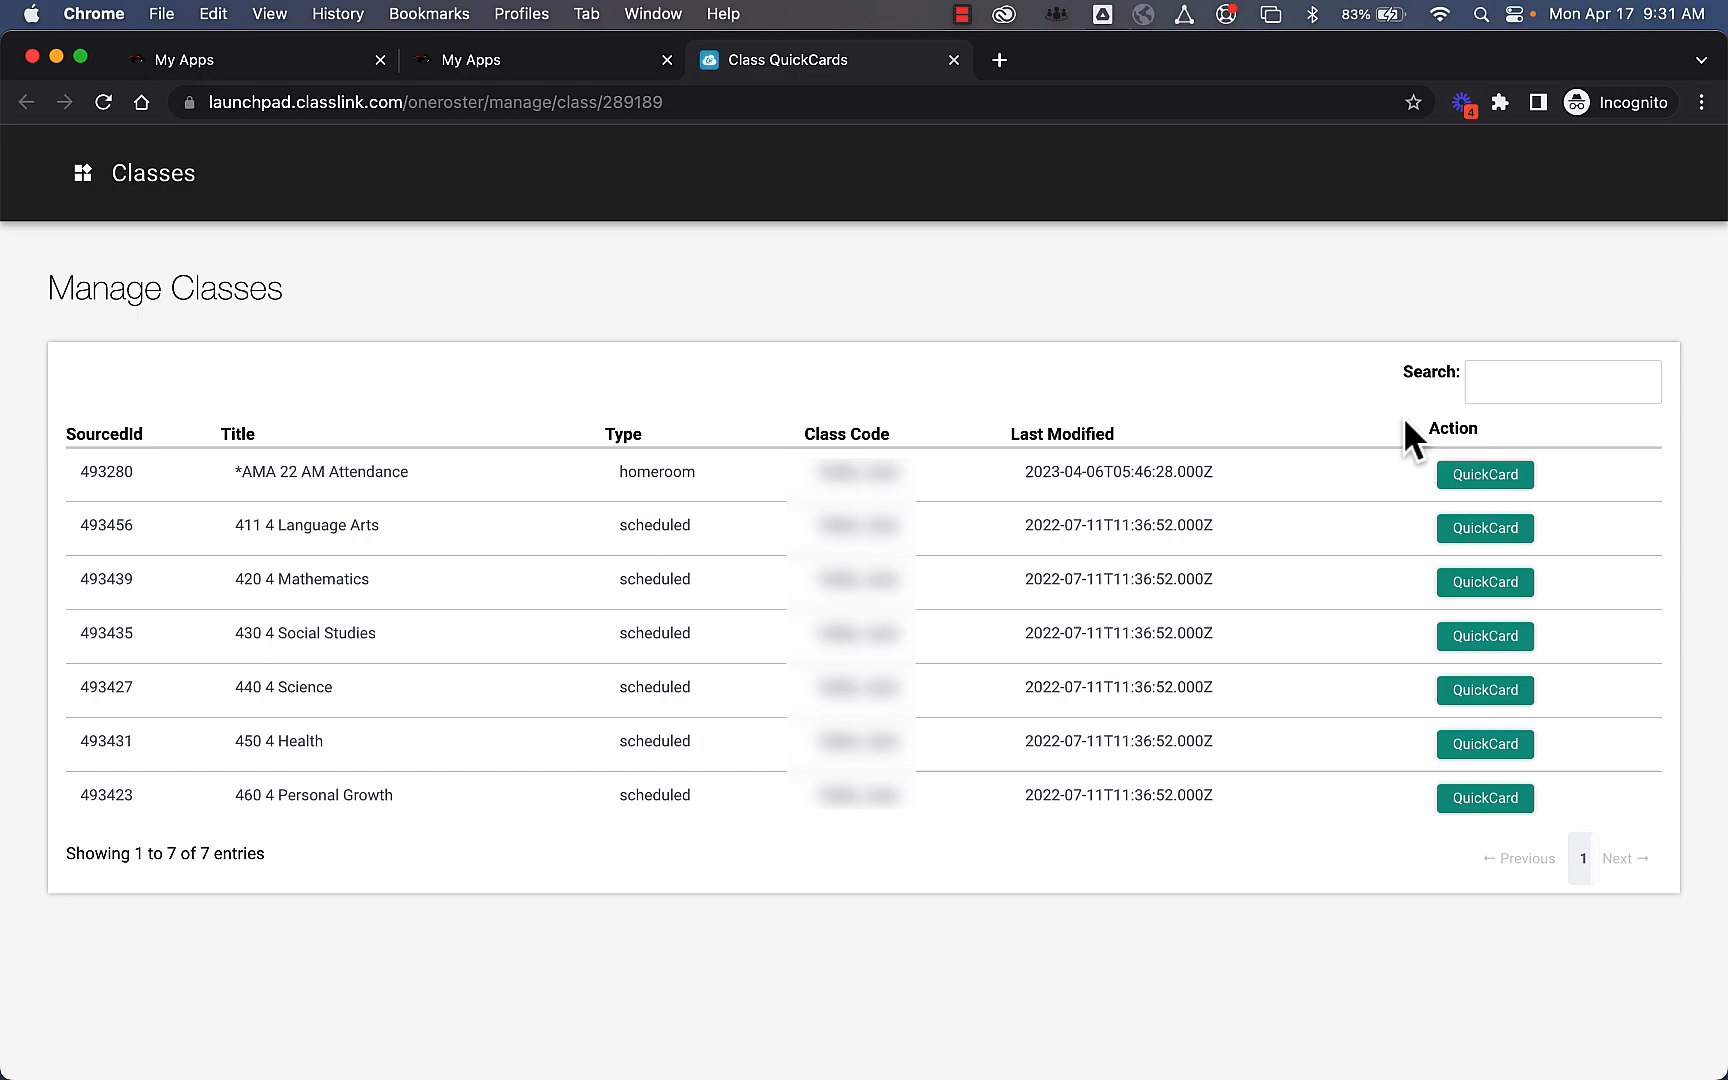 Chrome File Edit View History Bookmarks Profiles Tab Window Help 83% Mon Apr 17 9:31 AM
My Apps My Apps Class QuickCards
launchpad.classlink.com/oneroster/manage/class/289189 4 Incognito
Classes
Manage Classes
Search:
SourcedId Title Type Class Code Last Modified Action
493280 *AMA 22 AM Attendance homeroom 2023-04-06T05:46:28.000Z QuickCard
493456 411 4 Language Arts scheduled 2022-07-11T11:36:52.000Z QuickCard
493439 420 4 Mathematics scheduled 2022-07-11T11:36:52.000Z QuickCard
493435 430 4 Social Studies scheduled 2022-07-11T11:36:52.000Z QuickCard
493427 440 4 Science scheduled 2022-07-11T11:36:52.000Z QuickCard
493431 450 4 Health scheduled 2022-07-11T11:36:52.000Z QuickCard
493423 460 4 Personal Growth scheduled 2022-07-11T11:36:52.000Z QuickCard
Showing 1 to 7 of 7 entries ← Previous 1 Next →